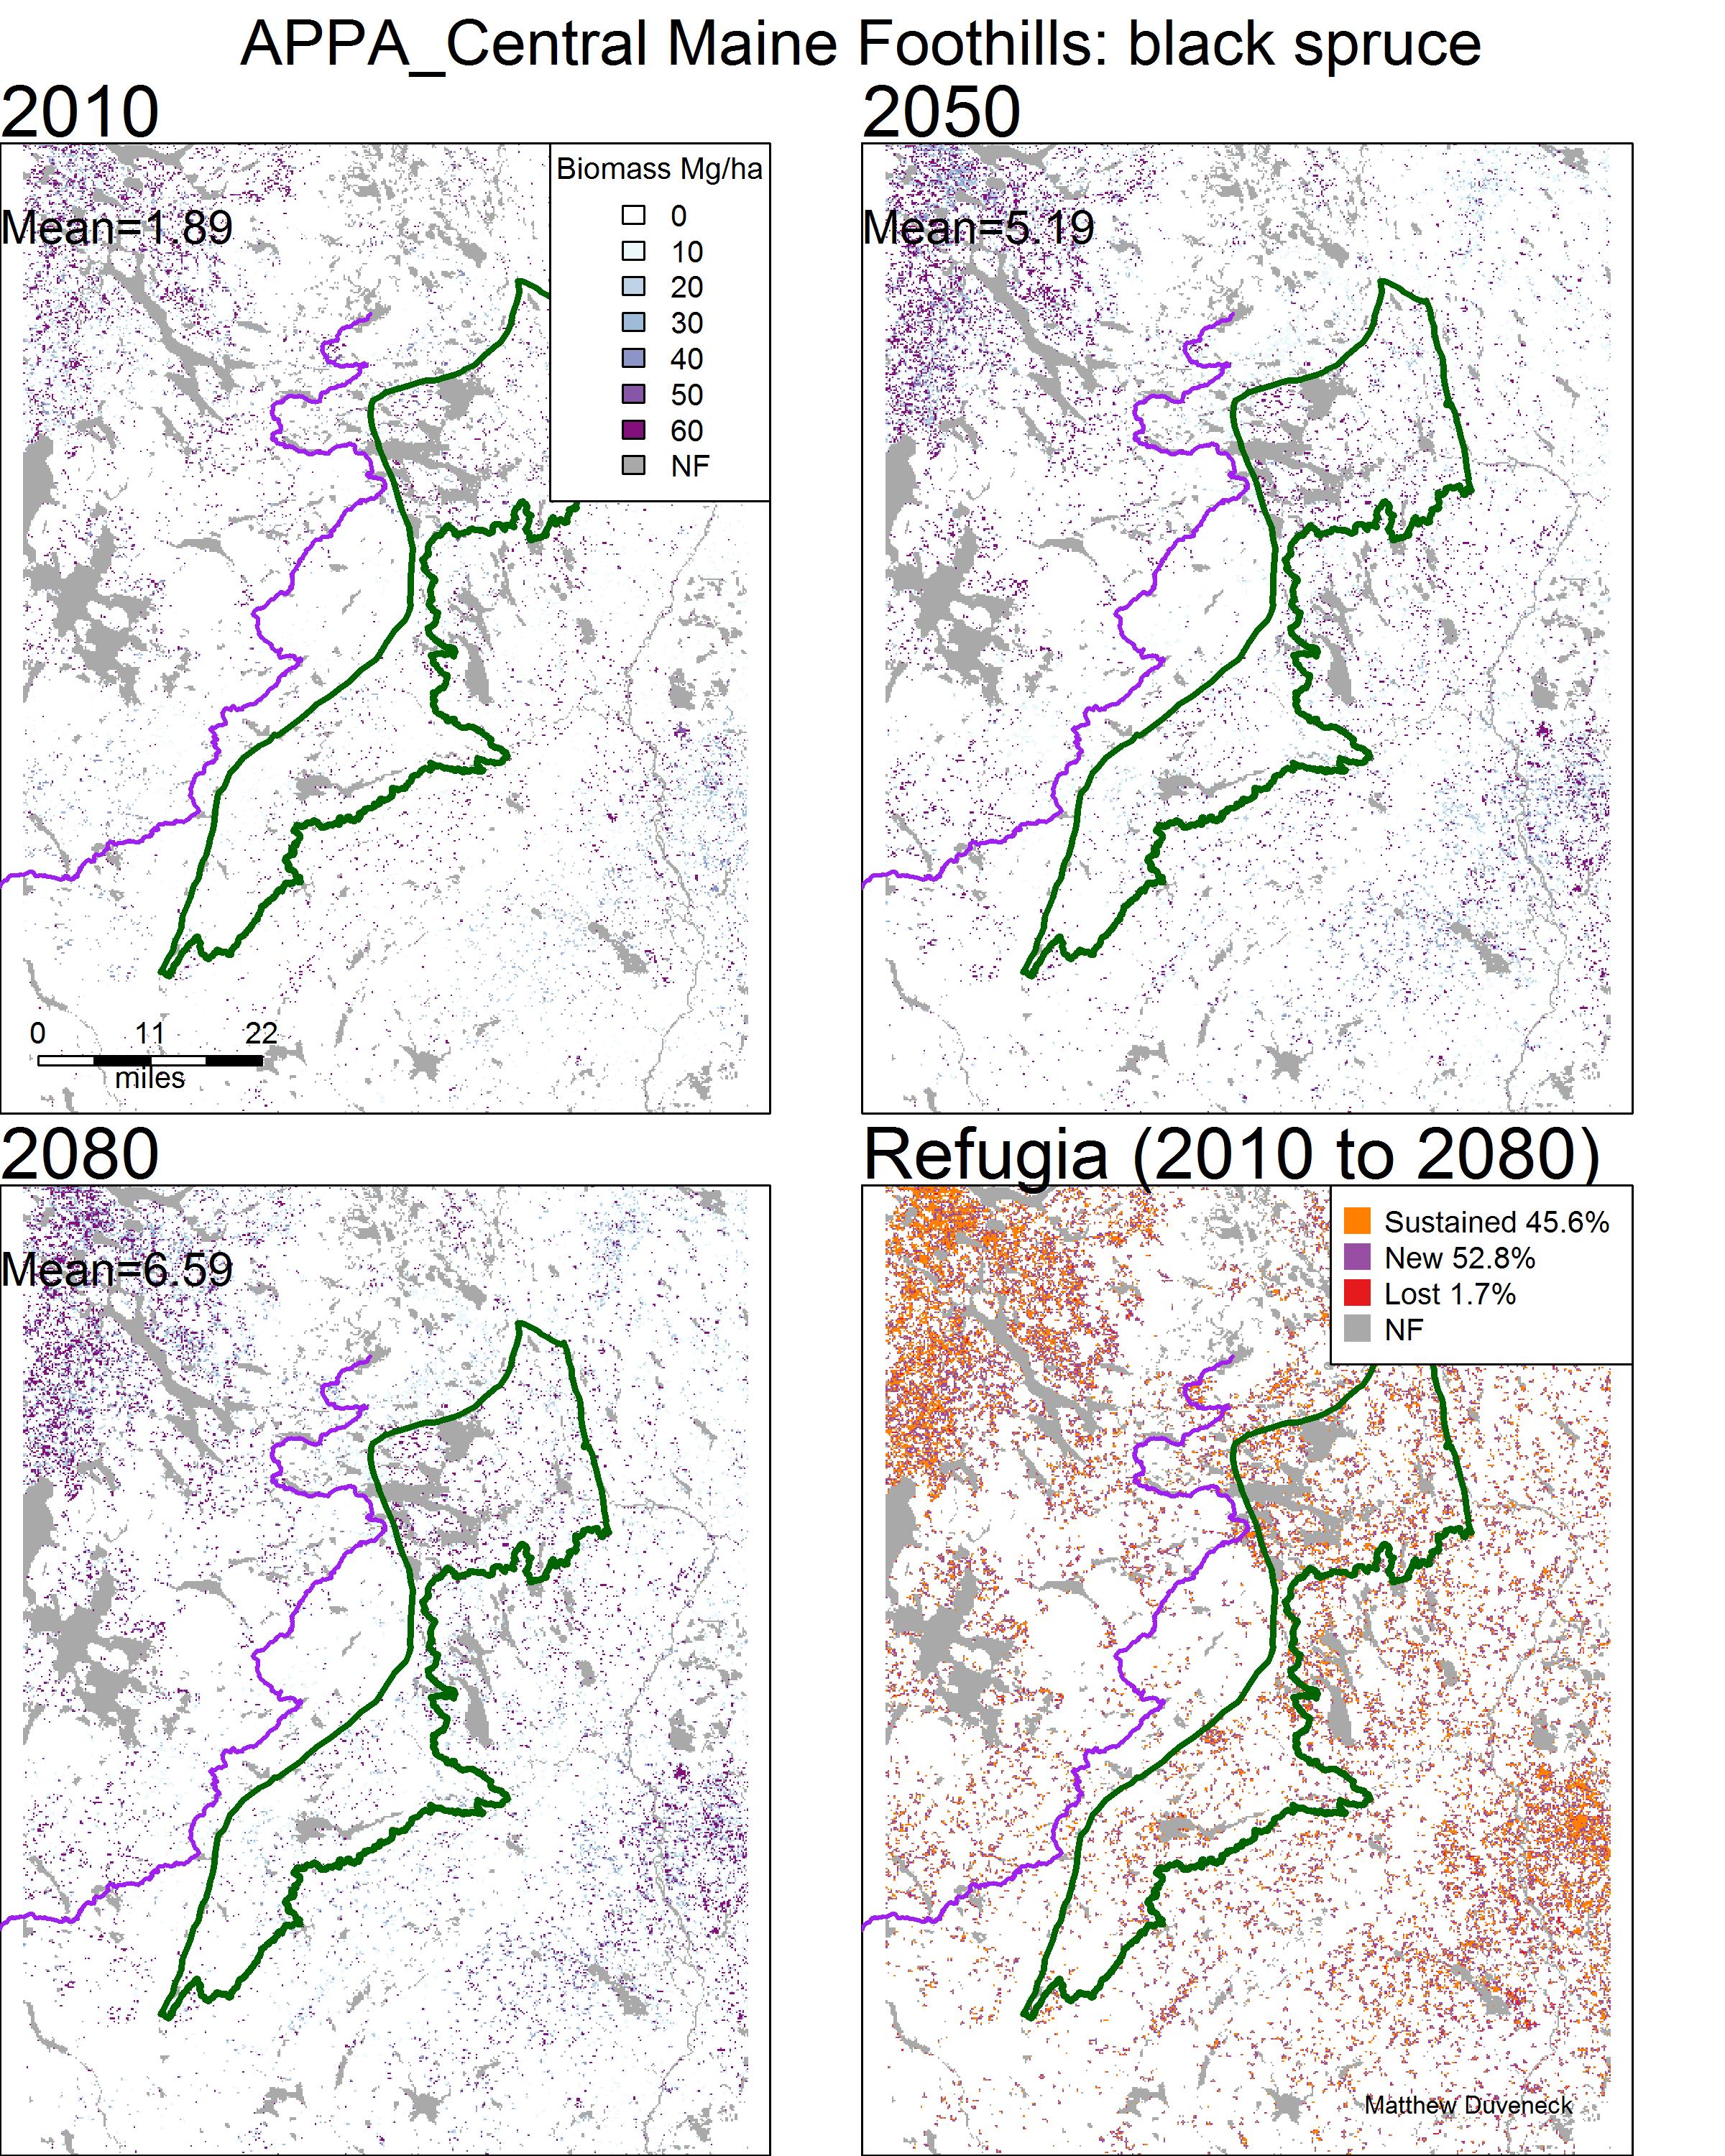 APPA_Central Maine Foothills: black spruce
2010
Biomass Mg/ha
0
10
20
30
40
50
60
NF
Mean=1.89
0 11 22
miles
2050
Mean=5.19
2080
Mean=6.59
Refugia (2010 to 2080)
Sustained 45.6%
New 52.8%
Lost 1.7%
NF
Matthew Duveneck